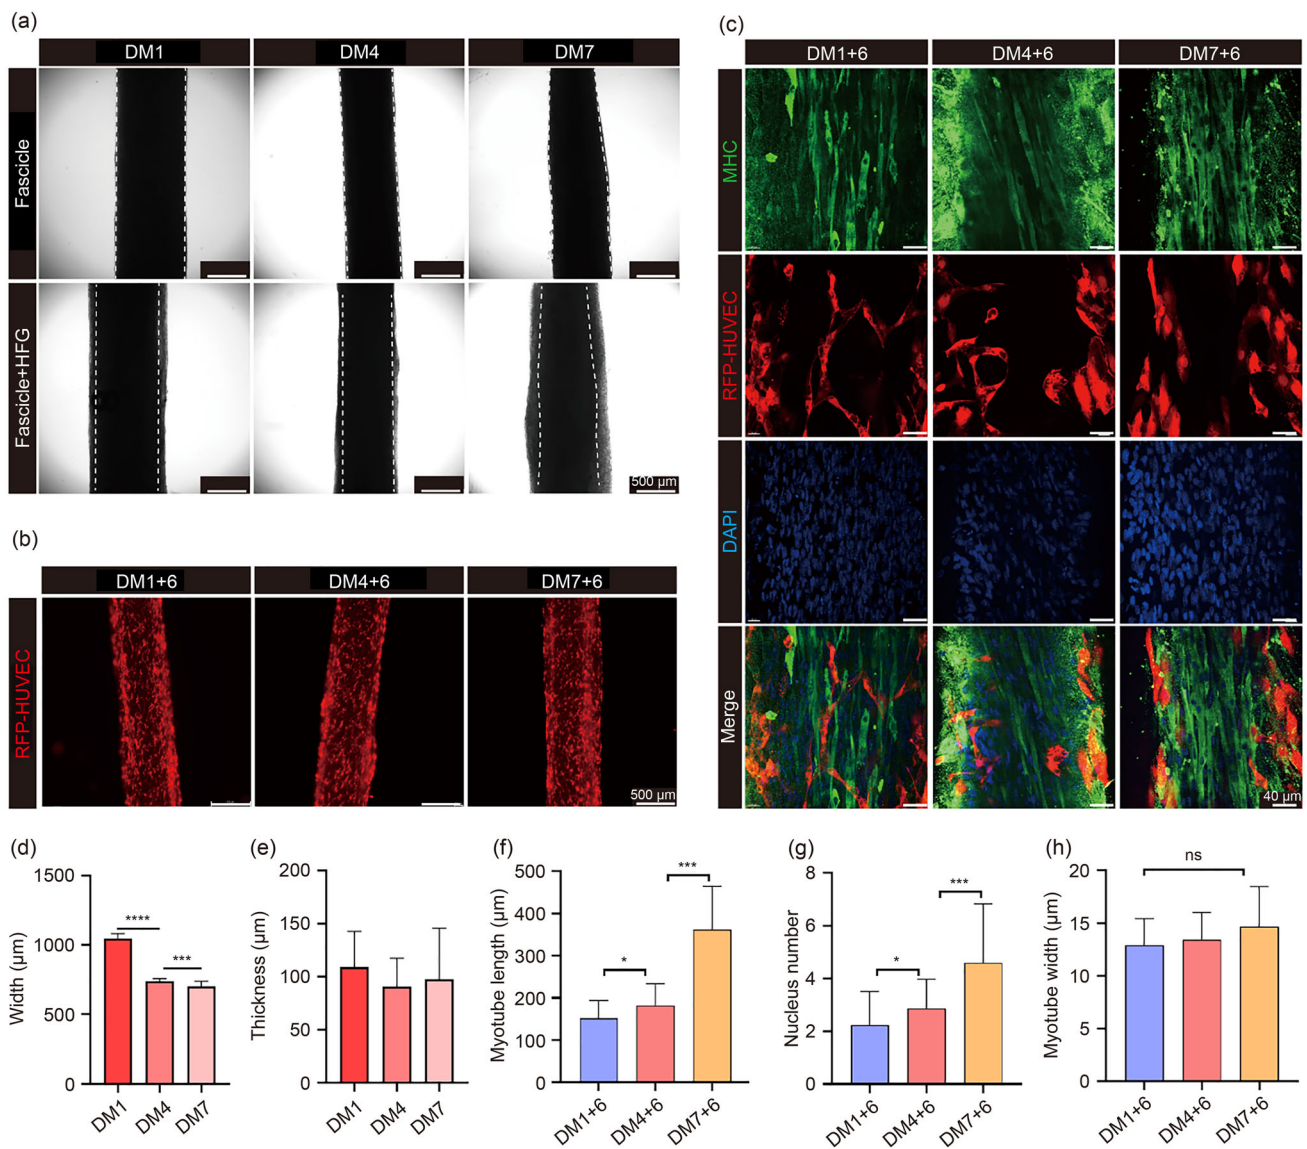 (a)
DM1 DM4 DM7
Fascicle
Fascicle+HFG
500 µm
(b)
DM1+6 DM4+6 DM7+6
RFP-HUVEC
500 µm
(c)
DM1+6 DM4+6 DM7+6
MHC
RFP-HUVEC
DAPI
Merge
40 µm
(d)
Width (µm)
1500
1000
500
0
****
***
DM1 DM4 DM7
(e)
Thickness (µm)
200
150
100
50
0
DM1 DM4 DM7
(f)
Myotube length (µm)
500
400
300
200
100
0
*
***
DM1+6 DM4+6 DM7+6
(g)
Nucleus number
8
6
4
2
0
*
***
DM1+6 DM4+6 DM7+6
(h)
Myotube width (µm)
20
15
10
5
0
ns
DM1+6 DM4+6 DM7+6